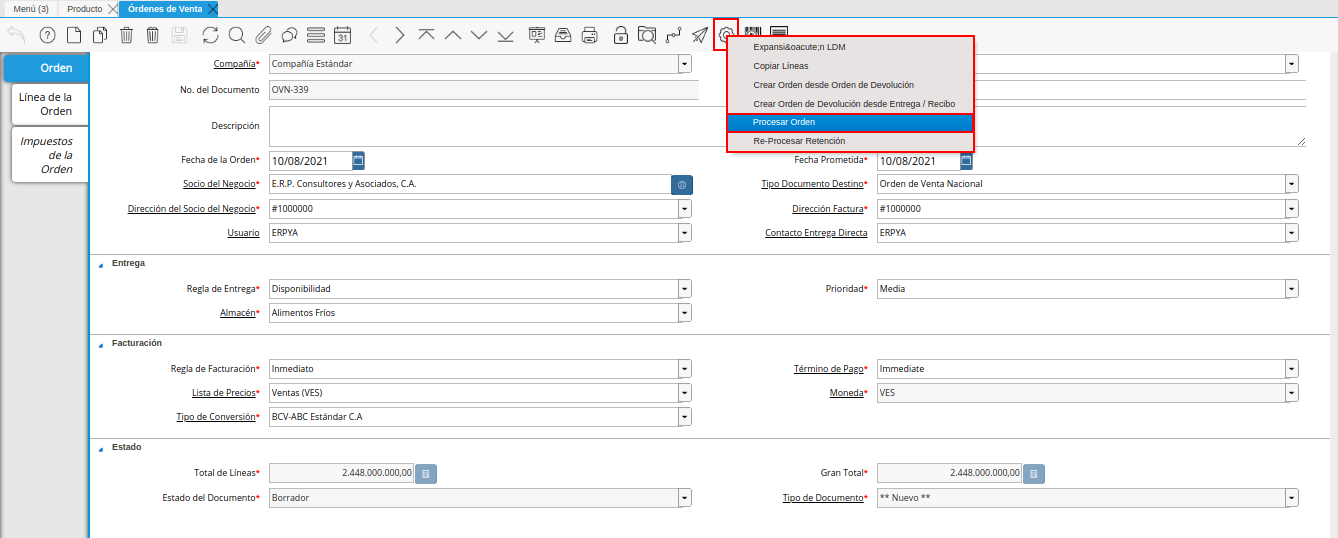 Menú (3) Producto Órdenes de Venta
31
Orden
Línea de la
Orden
Impuestos
de la
Orden
Compañía* Compañía Estándar
No. del Documento OVN-339
Descripción
Expansi&oacute;n LDM
Copiar Líneas
Crear Orden desde Orden de Devolución
Crear Orden de Devolución desde Entrega / Recibo
Procesar Orden
Re-Procesar Retención
Fecha de la Orden* 10/08/2021 Fecha Prometida* 10/08/2021
Socio del Negocio* E.R.P. Consultores y Asociados, C.A. Tipo Documento Destino* Orden de Venta Nacional
Dirección del Socio del Negocio* #1000000 Dirección Factura* #1000000
Usuario ERPYA Contacto Entrega Directa ERPYA
Entrega
Regla de Entrega* Disponibilidad Prioridad* Media
Almacén* Alimentos Fríos
Facturación
Regla de Facturación* Inmediato Término de Pago* Immediate
Lista de Precios* Ventas (VES) Moneda* VES
Tipo de Conversión* BCV-ABC Estándar C.A
Estado
Total de Líneas* 2.448.000.000,00 Gran Total* 2.448.000.000,00
Estado del Documento* Borrador Tipo de Documento* ** Nuevo **